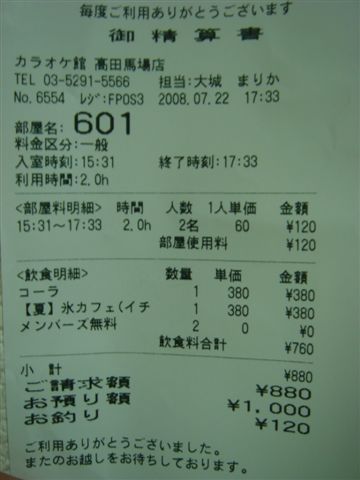 毎度ご利用ありがとうございます
御精算書
カラオケ館 高田馬場店
TEL 03-5291-5566 担当:大城 まりか
No.6554 レジ:FPOS3 2008.07.22 17:33
部屋名: 601
料金区分:一般
入室時刻:15:31 終了時刻:17:33
利用時間:2.0h
<部屋料明細> 時間 人数 1人単価 金額
15:31～17:33 2.0h 2名 60 ¥120
部屋使用料 ¥120
<飲食明細> 数量 単価 金額
コーラ 1 380 ¥380
【夏】氷カフェ(イチ 1 380 ¥380
メンバーズ無料 2 0 ¥0
飲食料合計 ¥760
小 計 ¥880
ご請求額 ¥880
お預り額 ¥1,000
お釣り ¥120
ご利用ありがとうございました。
またのお越しをお待ちしております。